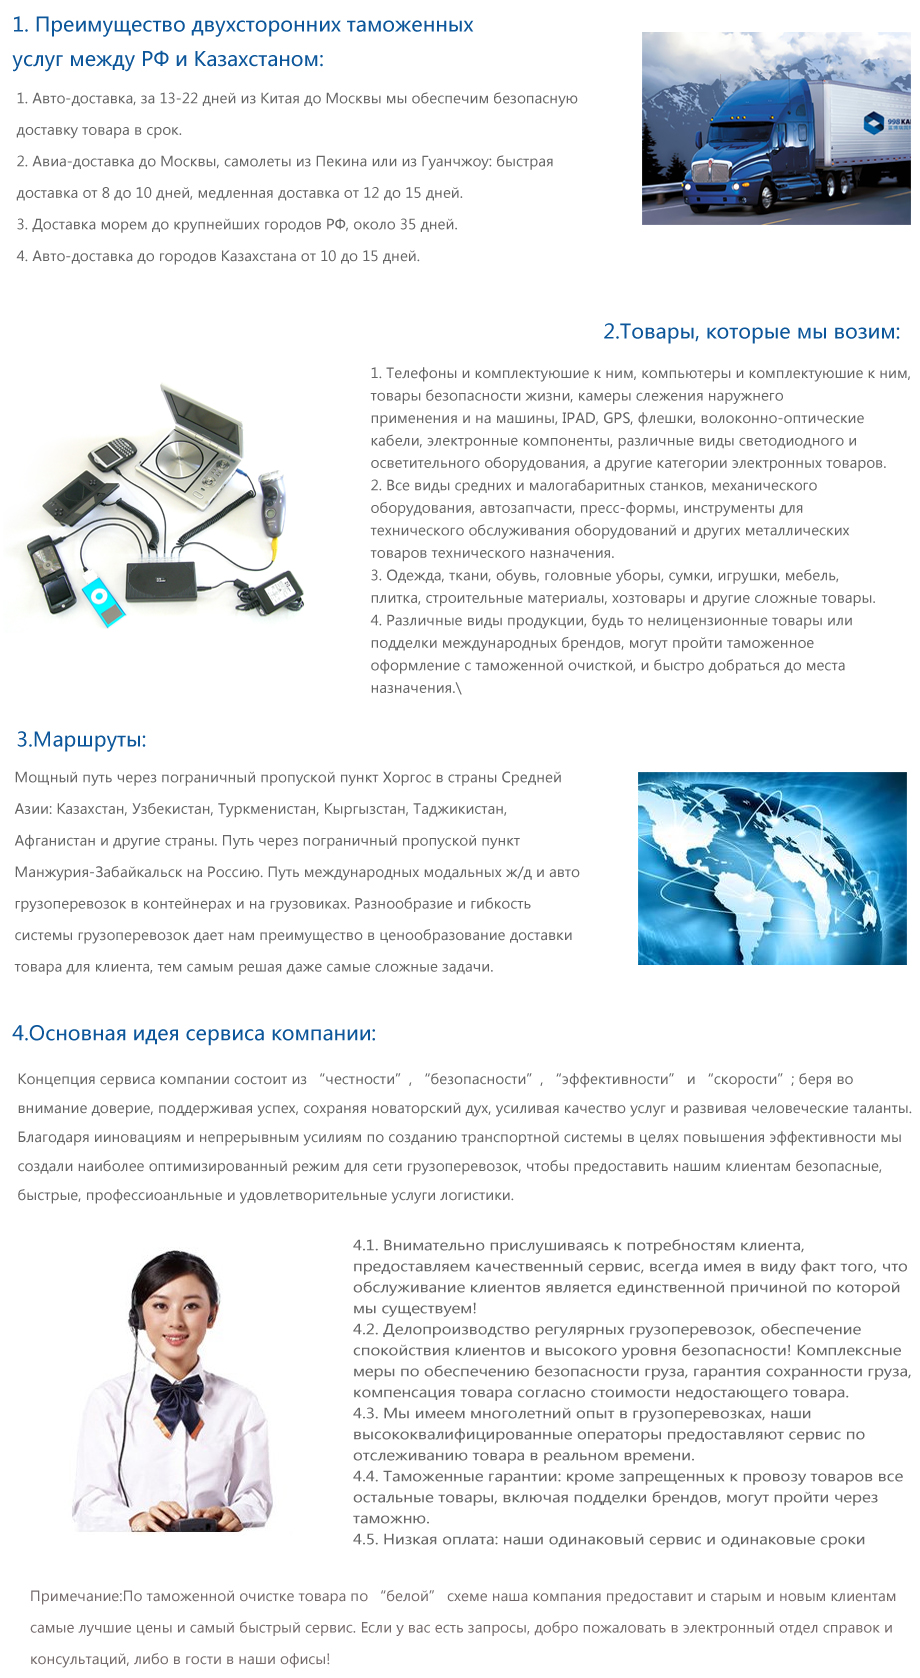 1. Преимущество двухсторонних таможенных
услуг между РФ и Казахстаном:
1. Авто-доставка, за 13-22 дней из Китая до Москвы мы обеспечим безопасную
доставку товара в срок.
2. Авиа-доставка до Москвы, самолеты из Пекина или из Гуанчжоу: быстрая
доставка от 8 до 10 дней, медленная доставка от 12 до 15 дней.
3. Доставка морем до крупнейших городов РФ, около 35 дней.
4. Авто-доставка до городов Казахстана от 10 до 15 дней.
998KA
2.Товары, которые мы возим:
1. Телефоны и комплектуюшие к ним, компьютеры и комплектуюшие к ним,
товары безопасности жизни, камеры слежения наружнего
применения и на машины, IPAD, GPS, флешки, волоконно-оптические
кабели, электронные компоненты, различные виды светодиодного и
осветительного оборудования, а другие категории электронных товаров.
2. Все виды средних и малогабаритных станков, механического
оборудования, автозапчасти, пресс-формы, инструменты для
технического обслуживания оборудований и других металлических
товаров технического назначения.
3. Одежда, ткани, обувь, головные уборы, сумки, игрушки, мебель,
плитка, строительные материалы, хозтовары и другие сложные товары.
4. Различные виды продукции, будь то нелицензионные товары или
подделки международных брендов, могут пройти таможенное
оформление с таможенной очисткой, и быстро добраться до места
назначения.\
3.Маршруты:
Мощный путь через пограничный пропуской пункт Хоргос в страны Средней
Азии: Казахстан, Узбекистан, Туркменистан, Кыргызстан, Таджикистан,
Афганистан и другие страны. Путь через пограничный пропуской пункт
Манжурия-Забайкальск на Россию. Путь международных модальных ж/д и авто
грузоперевозок в контейнерах и на грузовиках. Разнообразие и гибкость
системы грузоперевозок дает нам преимущество в ценообразование доставки
товара для клиента, тем самым решая даже самые сложные задачи.
4.Основная идея сервиса компании:
Концепция сервиса компании состоит из “честности”, “безопасности”, “эффективности” и “скорости”; беря во
внимание доверие, поддерживая успех, сохраняя новаторский дух, усиливая качество услуг и развивая человеческие таланты.
Благодаря ииновациям и непрерывным усилиям по созданию транспортной системы в целях повышения эффективности мы
создали наиболее оптимизированный режим для сети грузоперевозок, чтобы предоставить нашим клиентам безопасные,
быстрые, профессиоанльные и удовлетворительные услуги логистики.
4.1. Внимательно прислушиваясь к потребностям клиента,
предоставляем качественный сервис, всегда имея в виду факт того, что
обслуживание клиентов является единственной причиной по которой
мы существуем!
4.2. Делопроизводство регулярных грузоперевозок, обеспечение
спокойствия клиентов и высокого уровня безопасности! Комплексные
меры по обеспечению безопасности груза, гарантия сохранности груза,
компенсация товара согласно стоимости недостающего товара.
4.3. Мы имеем многолетний опыт в грузоперевозках, наши
высококвалифицированные операторы предоставляют сервис по
отслеживанию товара в реальном времени.
4.4. Таможенные гарантии: кроме запрещенных к провозу товаров все
остальные товары, включая подделки брендов, могут пройти через
таможню.
4.5. Низкая оплата: наши одинаковый сервис и одинаковые сроки
Примечание:По таможенной очистке товара по “белой” схеме наша компания предоставит и старым и новым клиентам
самые лучшие цены и самый быстрый сервис. Если у вас есть запросы, добро пожаловать в электронный отдел справок и
консультаций, либо в гости в наши офисы!